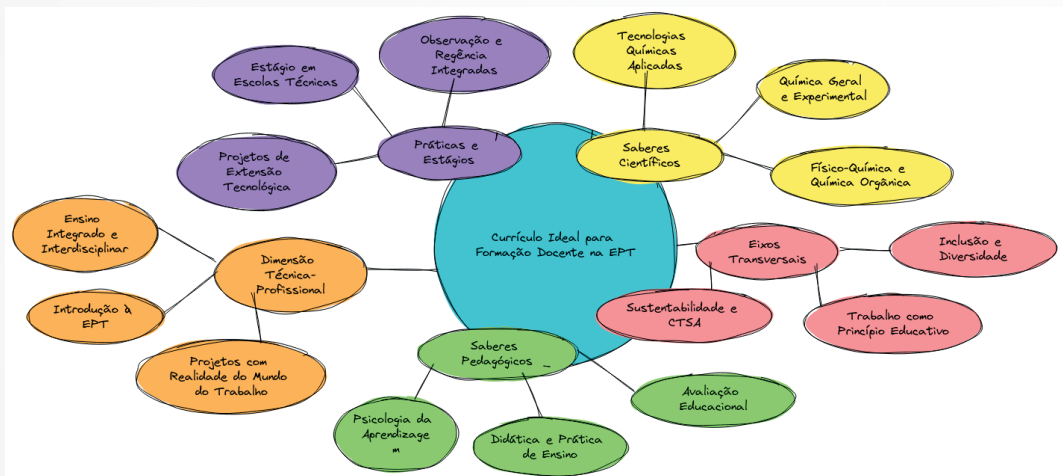 Observação e
Regência
Integradas
Estágio em
Escolas Técnicas
Práticas e
Estágios
Projetos de
Extensão
Tecnológica
Tecnologias
Químicas
Aplicadas
Química Geral
e Experimental
Saberes
Científicos
Físico-Química e
Química Orgânica
Currículo Ideal para
Formação Docente na EPT
Ensino
Integrado e
Interdisciplinar
Dimensão
Técnica-
Profissional
Introdução à
EPT
Projetos com
Realidade do Mundo
do Trabalho
Eixos
Transversais
Inclusão e
Diversidade
Sustentabilidade e
CTSA
Trabalho como
Princípio Educativo
Saberes
Pedagógicos
Psicologia da
Aprendizage
m
Didática e Prática
de Ensino
Avaliação
Educacional